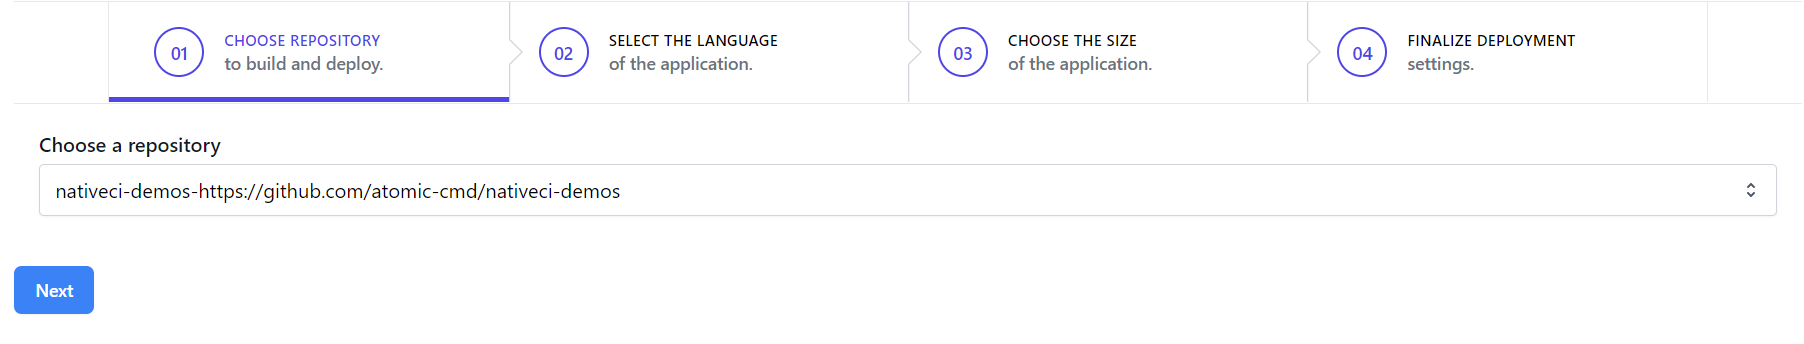 01
CHOOSE REPOSITORY
to build and deploy.
02
SELECT THE LANGUAGE
of the application.
03
CHOOSE THE SIZE
of the application.
04
FINALIZE DEPLOYMENT
settings.
Choose a repository
nativeci-demos-https://github.com/atomic-cmd/nativeci-demos
Next